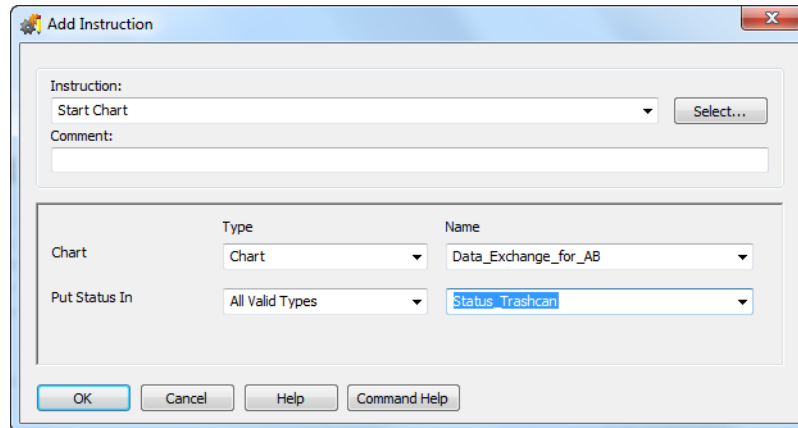 Add Instruction
Instruction:
Start Chart
Select...
Comment:
Type Name
Chart Chart Data_Exchange_for_AB
Put Status In All Valid Types Status_Trashcan
OK Cancel Help Command Help